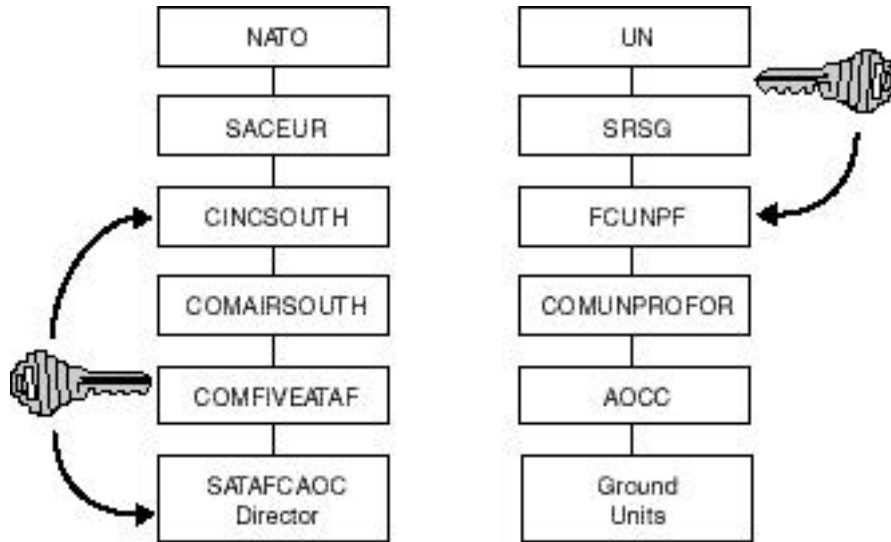 NATO
SACEUR
CINCSOUTH
COMAIRSOUTH
COMFIVEATAF
SATAFCAOC
Director
UN
SRSG
FCUNPF
COMUNPROFOR
AOCC
Ground
Units